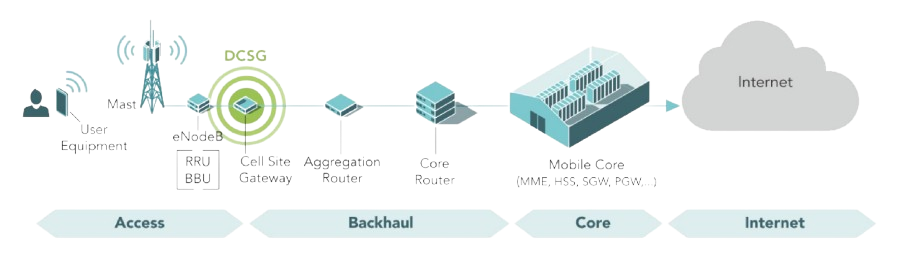 DCSG
Internet
Mast
User
Equipment
eNodeB
RRU
BBU
Cell Site
Gateway
Aggregation
Router
Core
Router
Mobile Core
(MME, HSS, SGW, PGW,...)
Access
Backhaul
Core
Internet